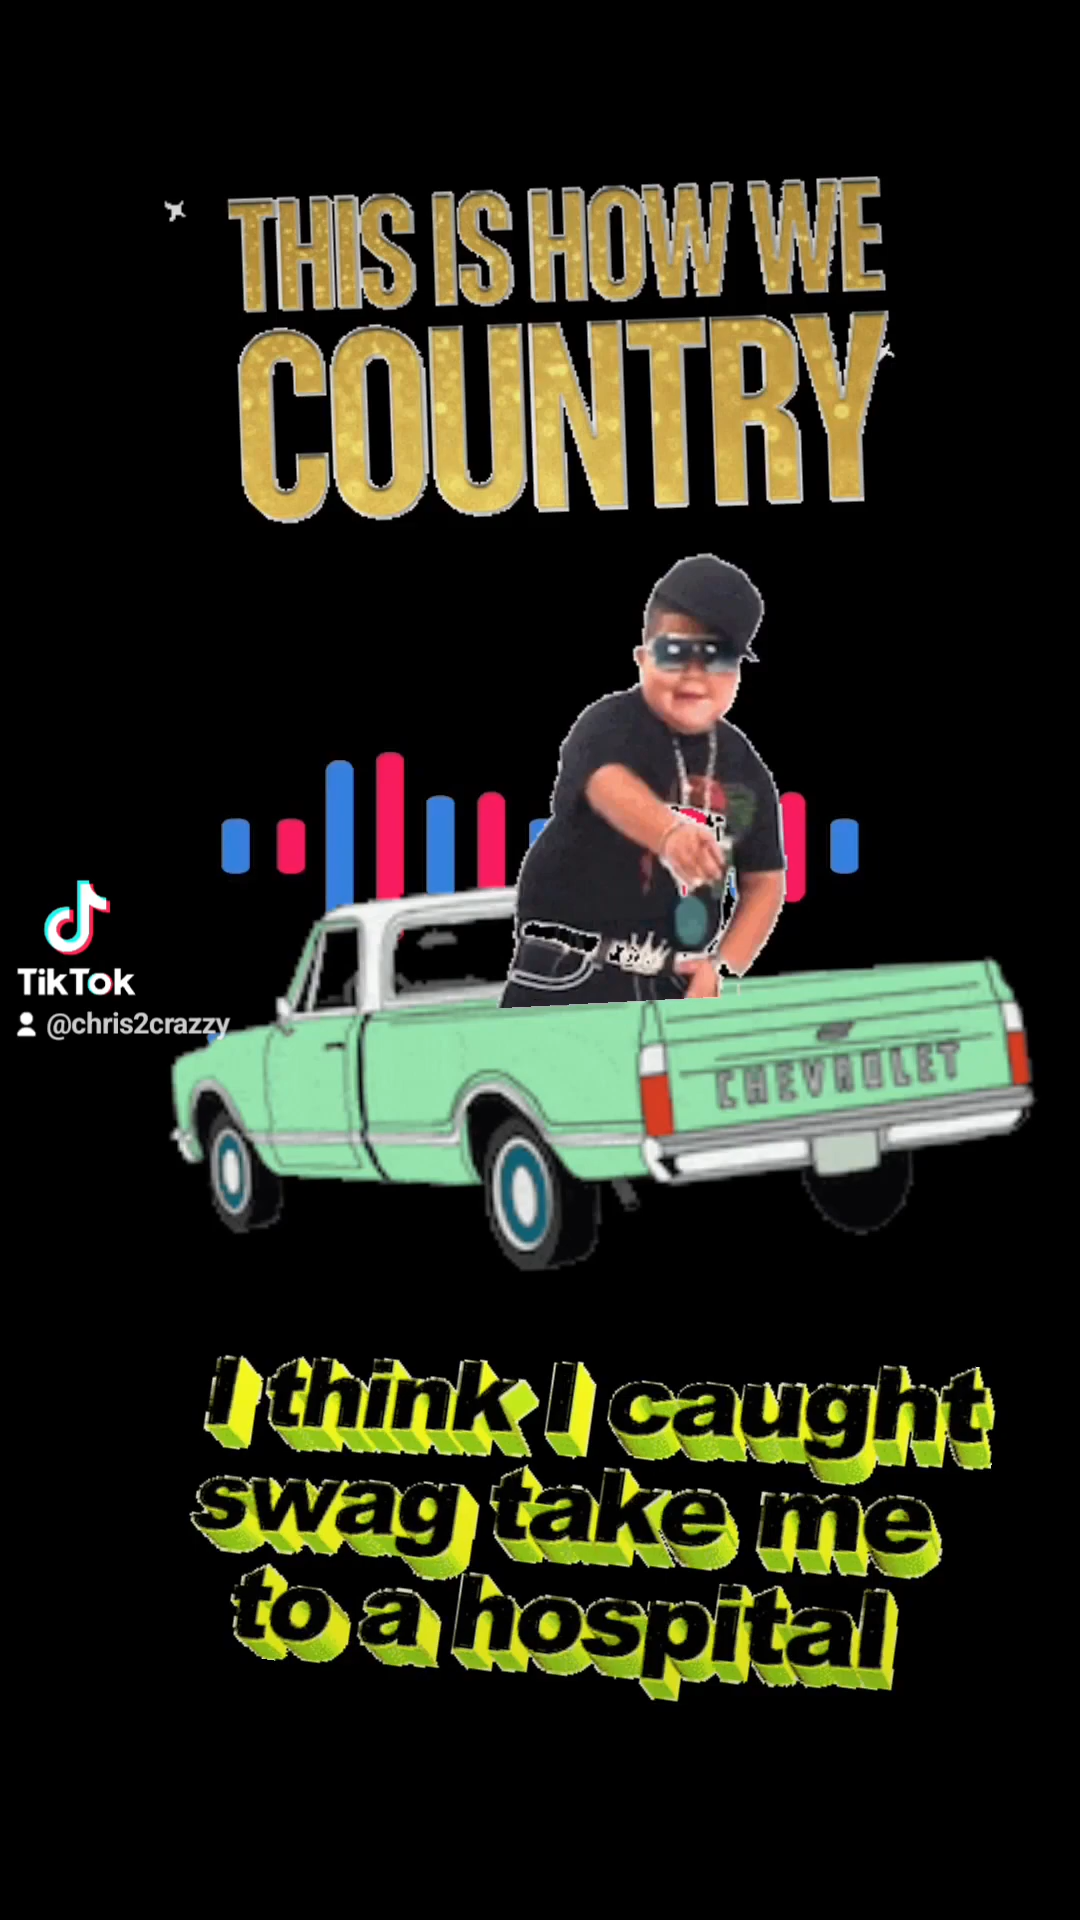 THIS IS HOW WE
COUNTRY
TikTok
@chris2crazzy
CHEVROLET
I think I caught
swag take me
to a hospital